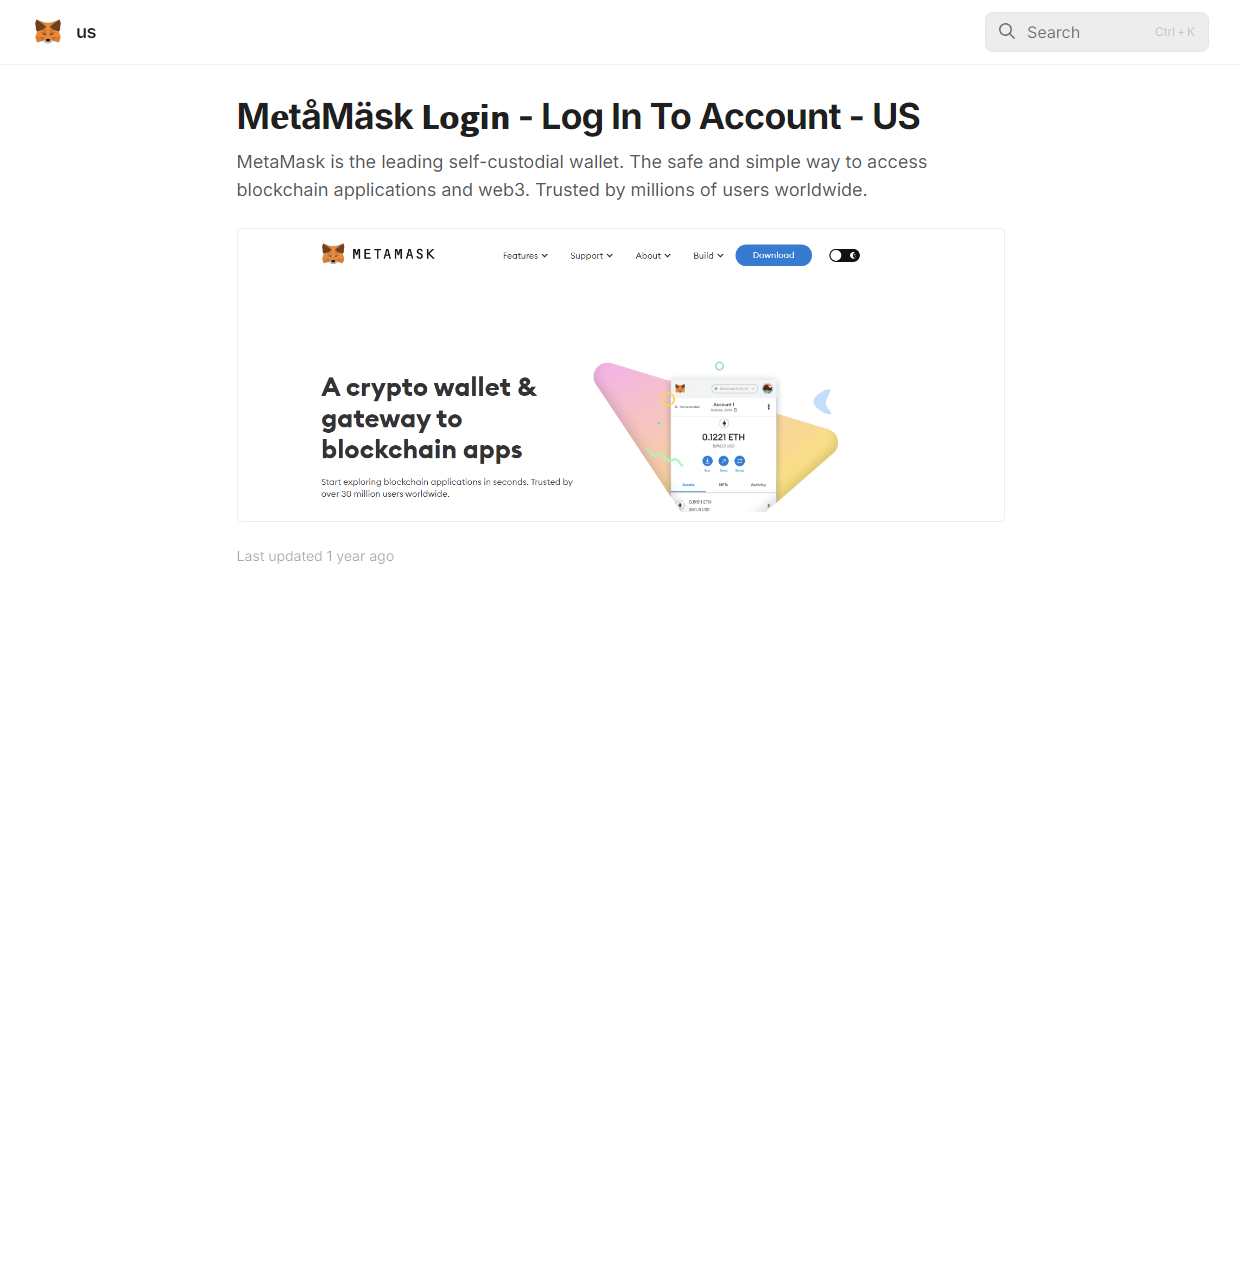 us
Search
Ctrl + K
MetåMäsk Login - Log In To Account - US
MetaMask is the leading self-custodial wallet. The safe and simple way to access
blockchain applications and web3. Trusted by millions of users worldwide.
METAMASK
Features
Support
About
Build
Download
A crypto wallet &
gateway to
blockchain apps
Start exploring blockchain applications in seconds. Trusted by
over 30 million users worldwide.
Account 1
0.1221 ETH
Buy
Send
Swap
Assets
NFTs
Activity
Last updated 1 year ago